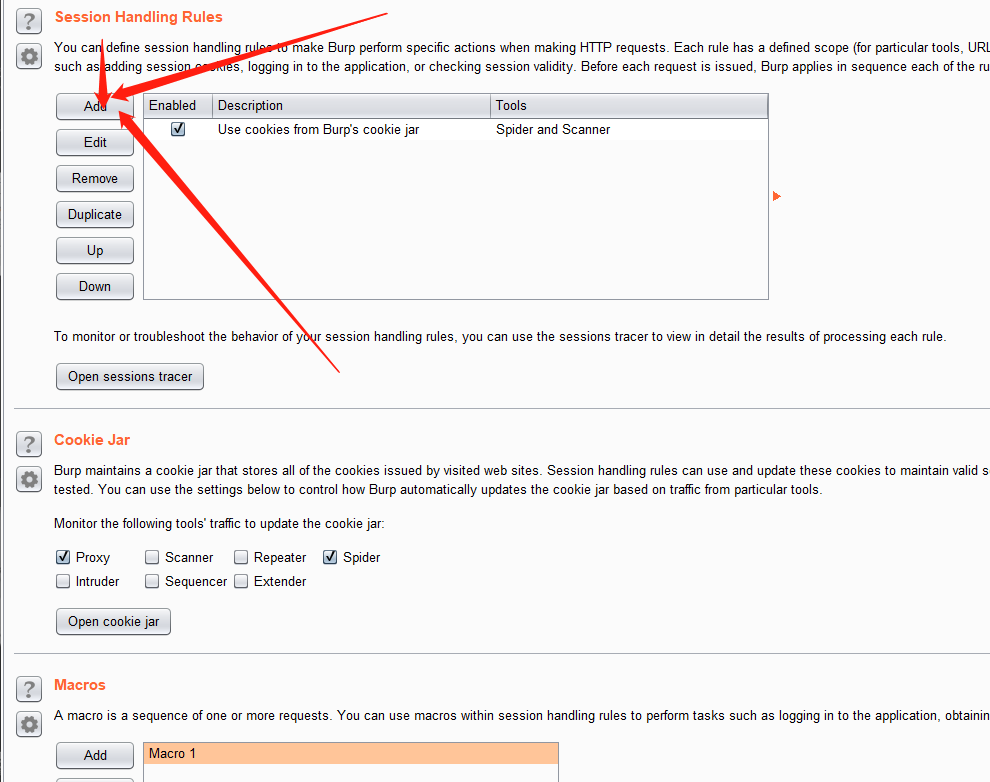 Session Handling Rules
You can define session handling rules to make Burp perform specific actions when making HTTP requests. Each rule has a defined scope (for particular tools, URL
such as adding session cookies, logging in to the application, or checking session validity. Before each request is issued, Burp applies in sequence each of the ru
Add
Enabled Description Tools
Use cookies from Burp's cookie jar Spider and Scanner
Edit
Remove
Duplicate
Up
Down
To monitor or troubleshoot the behavior of your session handling rules, you can use the sessions tracer to view in detail the results of processing each rule.
Open sessions tracer
Cookie Jar
Burp maintains a cookie jar that stores all of the cookies issued by visited web sites. Session handling rules can use and update these cookies to maintain valid s
tested. You can use the settings below to control how Burp automatically updates the cookie jar based on traffic from particular tools.
Monitor the following tools' traffic to update the cookie jar:
Proxy Scanner Repeater Spider
Intruder Sequencer Extender
Open cookie jar
Macros
A macro is a sequence of one or more requests. You can use macros within session handling rules to perform tasks such as logging in to the application, obtainin
Add Macro 1